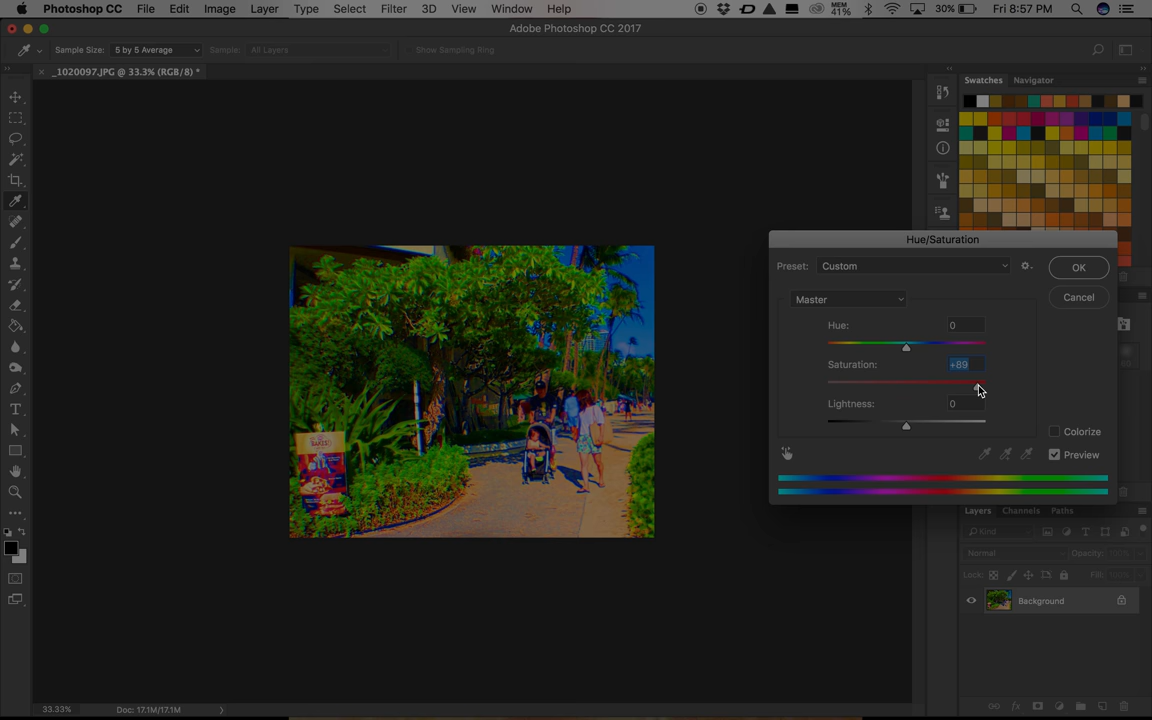 Photoshop CC File Edit Image Layer Type Select Filter 3D View Window Help MEM 41% 30% Fri 8:57 PM
Adobe Photoshop CC 2017
Sample Size: 5 by 5 Average Sample: All Layers Show Sampling Ring
_1020097.JPG @ 33.3% (RGB/8) *
Swatches Navigator
Hue/Saturation
Preset: Custom OK
Cancel
Master
Hue: 0
Saturation: +89
Lightness: 0
Colorize
Preview
Layers Channels Paths
Kind
Normal Opacity: 100%
Lock: Fill: 100%
Background
33.33% Doc: 17.1M/17.1M